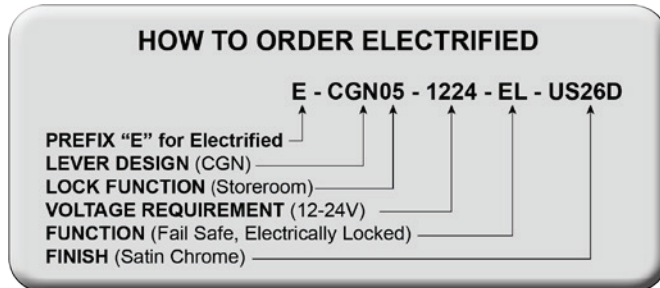 HOW TO ORDER ELECTRIFIED
E - CGN05 - 1224 - EL - US26D
PREFIX “E” for Electrified
LEVER DESIGN (CGN)
LOCK FUNCTION (Storeroom)
VOLTAGE REQUIREMENT (12-24V)
FUNCTION (Fail Safe, Electrically Locked)
FINISH (Satin Chrome)